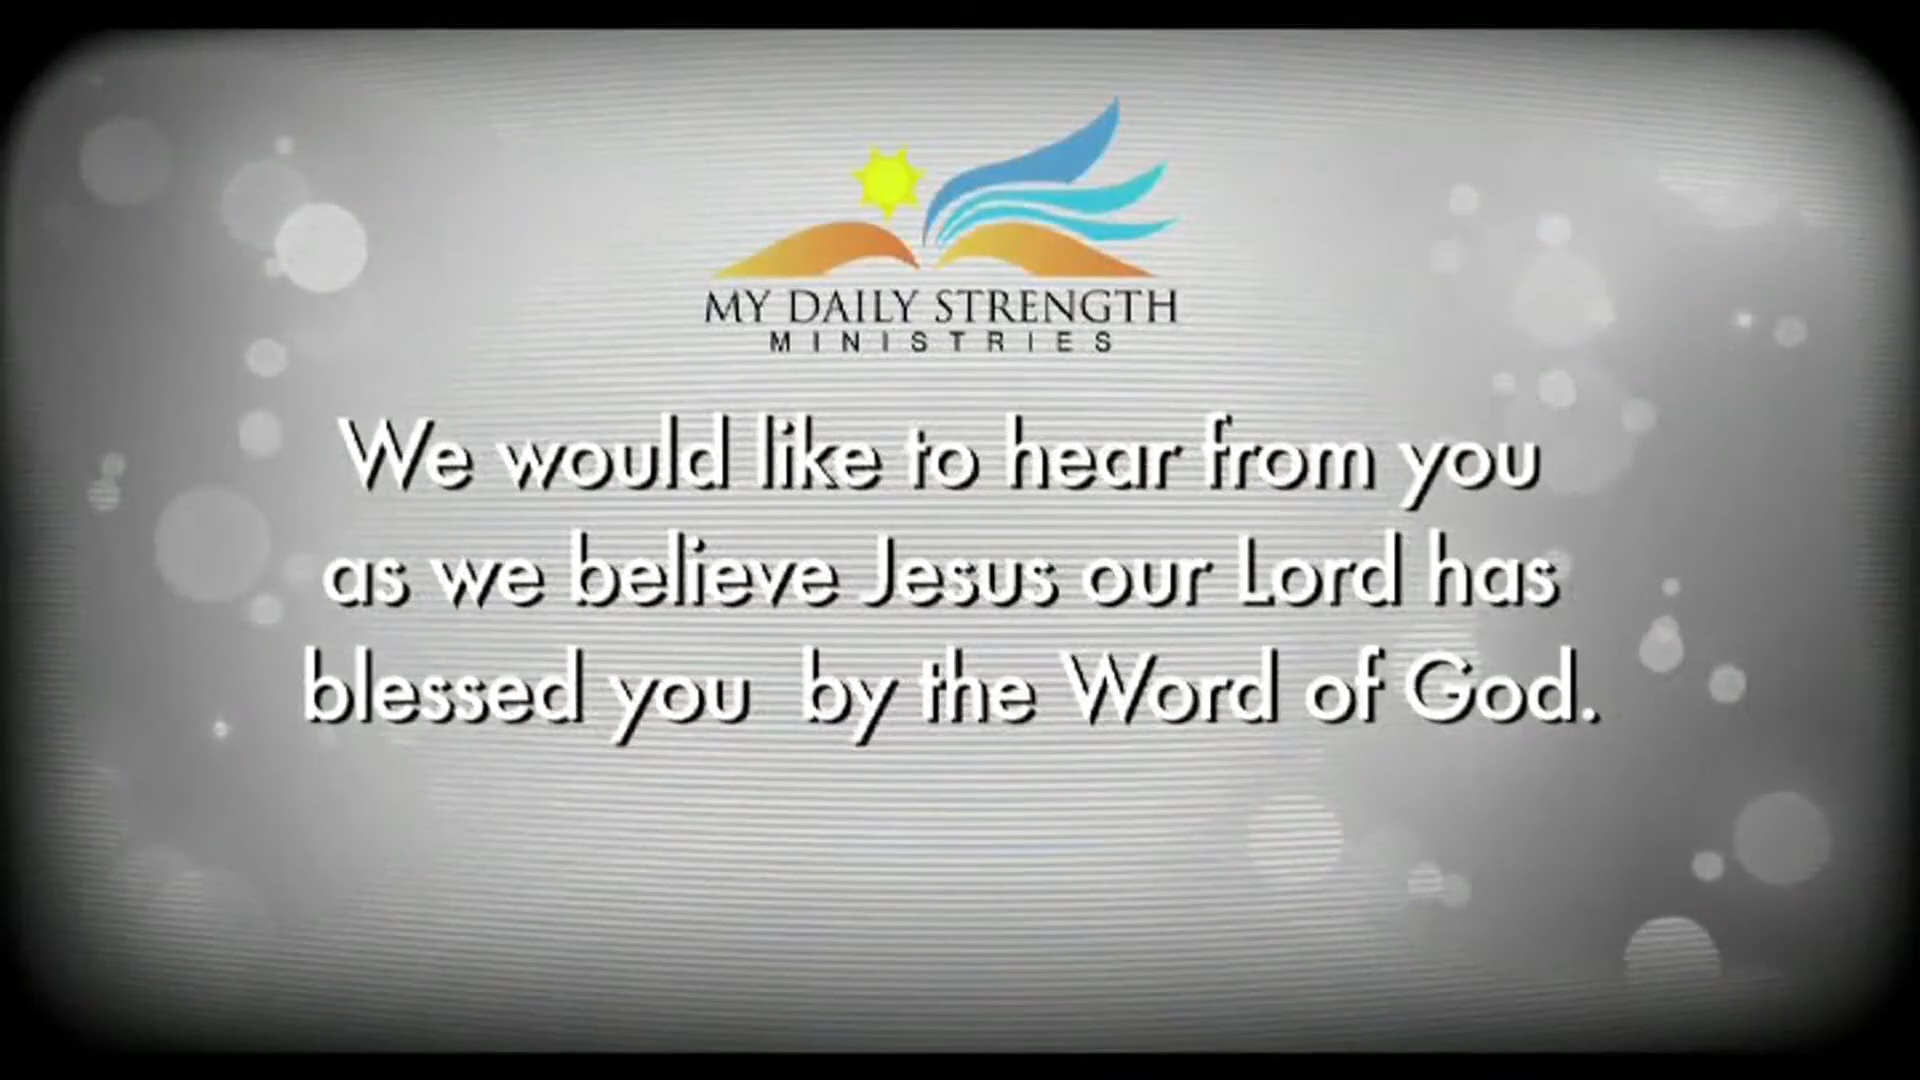 MY DAILY STRENGTH
MINISTRIES
We would like to hear from you
as we believe Jesus our Lord has
blessed you  by the Word of God.